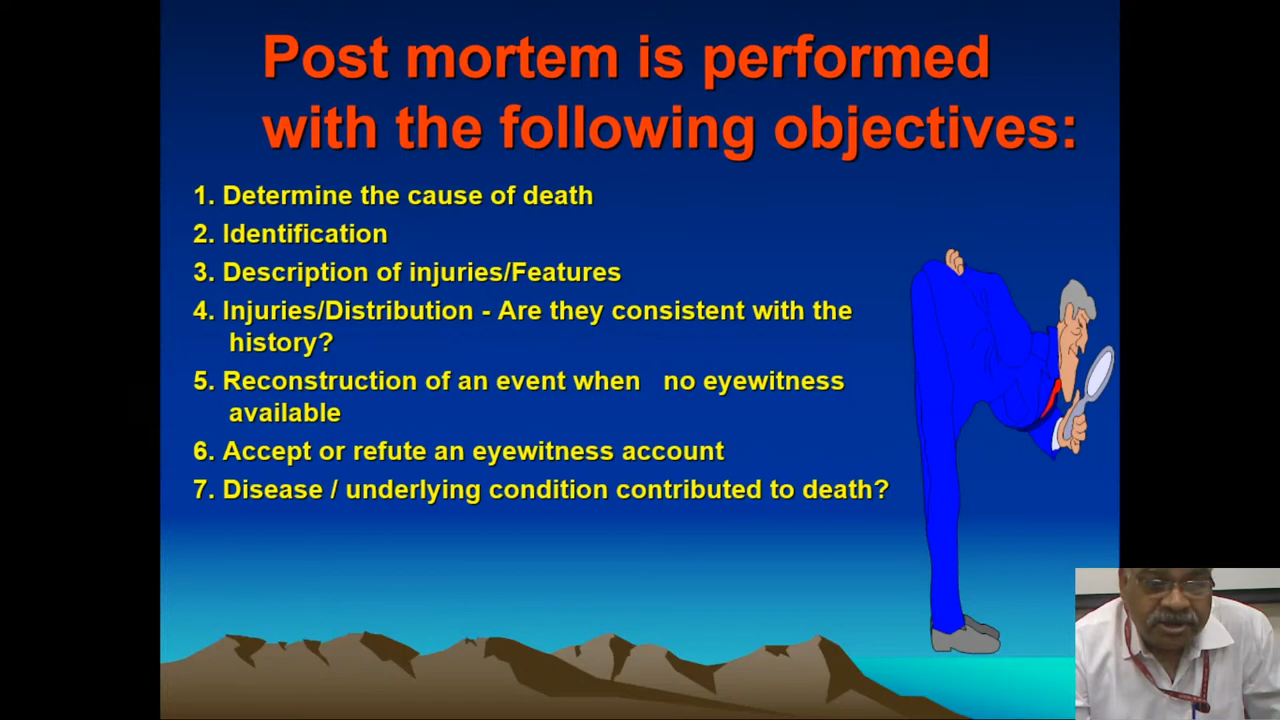 Post mortem is performed
with the following objectives:
1. Determine the cause of death
2. Identification
3. Description of injuries/Features
4. Injuries/Distribution - Are they consistent with the
history?
5. Reconstruction of an event when no eyewitness
available
6. Accept or refute an eyewitness account
7. Disease / underlying condition contributed to death?